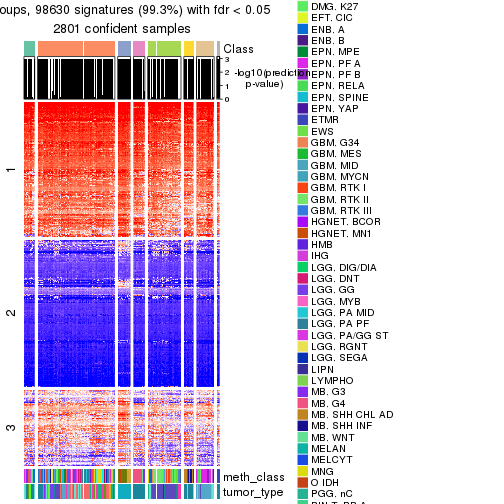 oups, 98630 signatures (99.3%) with fdr < 0.05
2801 confident samples
Class
3
2
1
0
-log10(prediction
p-value)
1
2
3
meth_class
tumor_type
DMG. K27
EFT. CIC
ENB. A
ENB. B
EPN. MPE
EPN. PF A
EPN. PF B
EPN. RELA
EPN. SPINE
EPN. YAP
ETMR
EWS
GBM. G34
GBM. MES
GBM. MID
GBM. MYCN
GBM. RTK I
GBM. RTK II
GBM. RTK III
HGNET. BCOR
HGNET. MN1
HMB
IHG
LGG. DIG/DIA
LGG. DNT
LGG. GG
LGG. MYB
LGG. PA MID
LGG. PA PF
LGG. PA/GG ST
LGG. RGNT
LGG. SEGA
LIPN
LYMPHO
MB. G3
MB. G4
MB. SHH CHL AD
MB. SHH INF
MB. WNT
MELAN
MELCYT
MNG
O IDH
PGG. nC